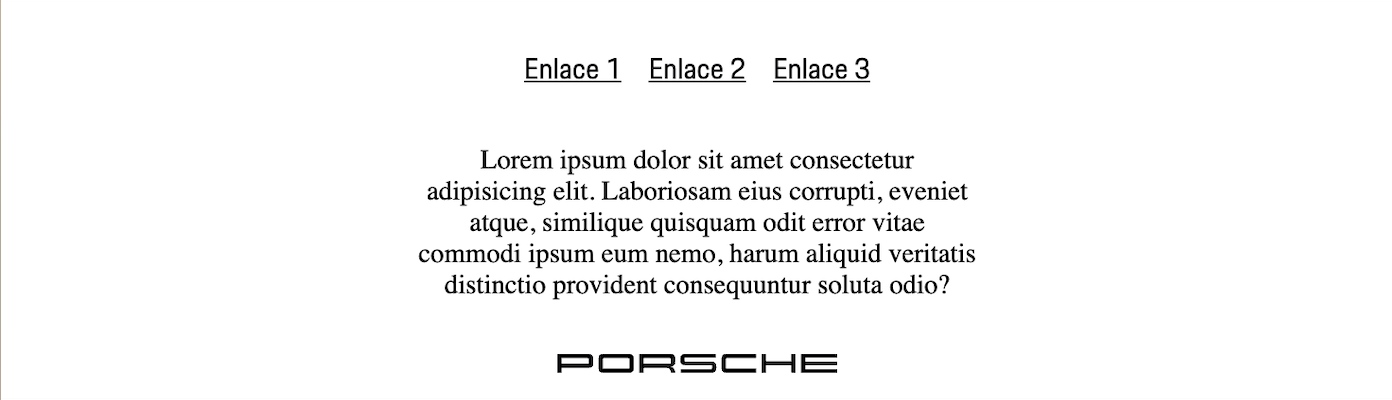 Enlace 1 Enlace 2 Enlace 3
Lorem ipsum dolor sit amet consectetur
adipisicing elit. Laboriosam eius corrupti, eveniet
atque, similique quisquam odit error vitae
commodi ipsum eum nemo, harum aliquid veritatis
distinctio provident consequuntur soluta odio?
PORSCHE